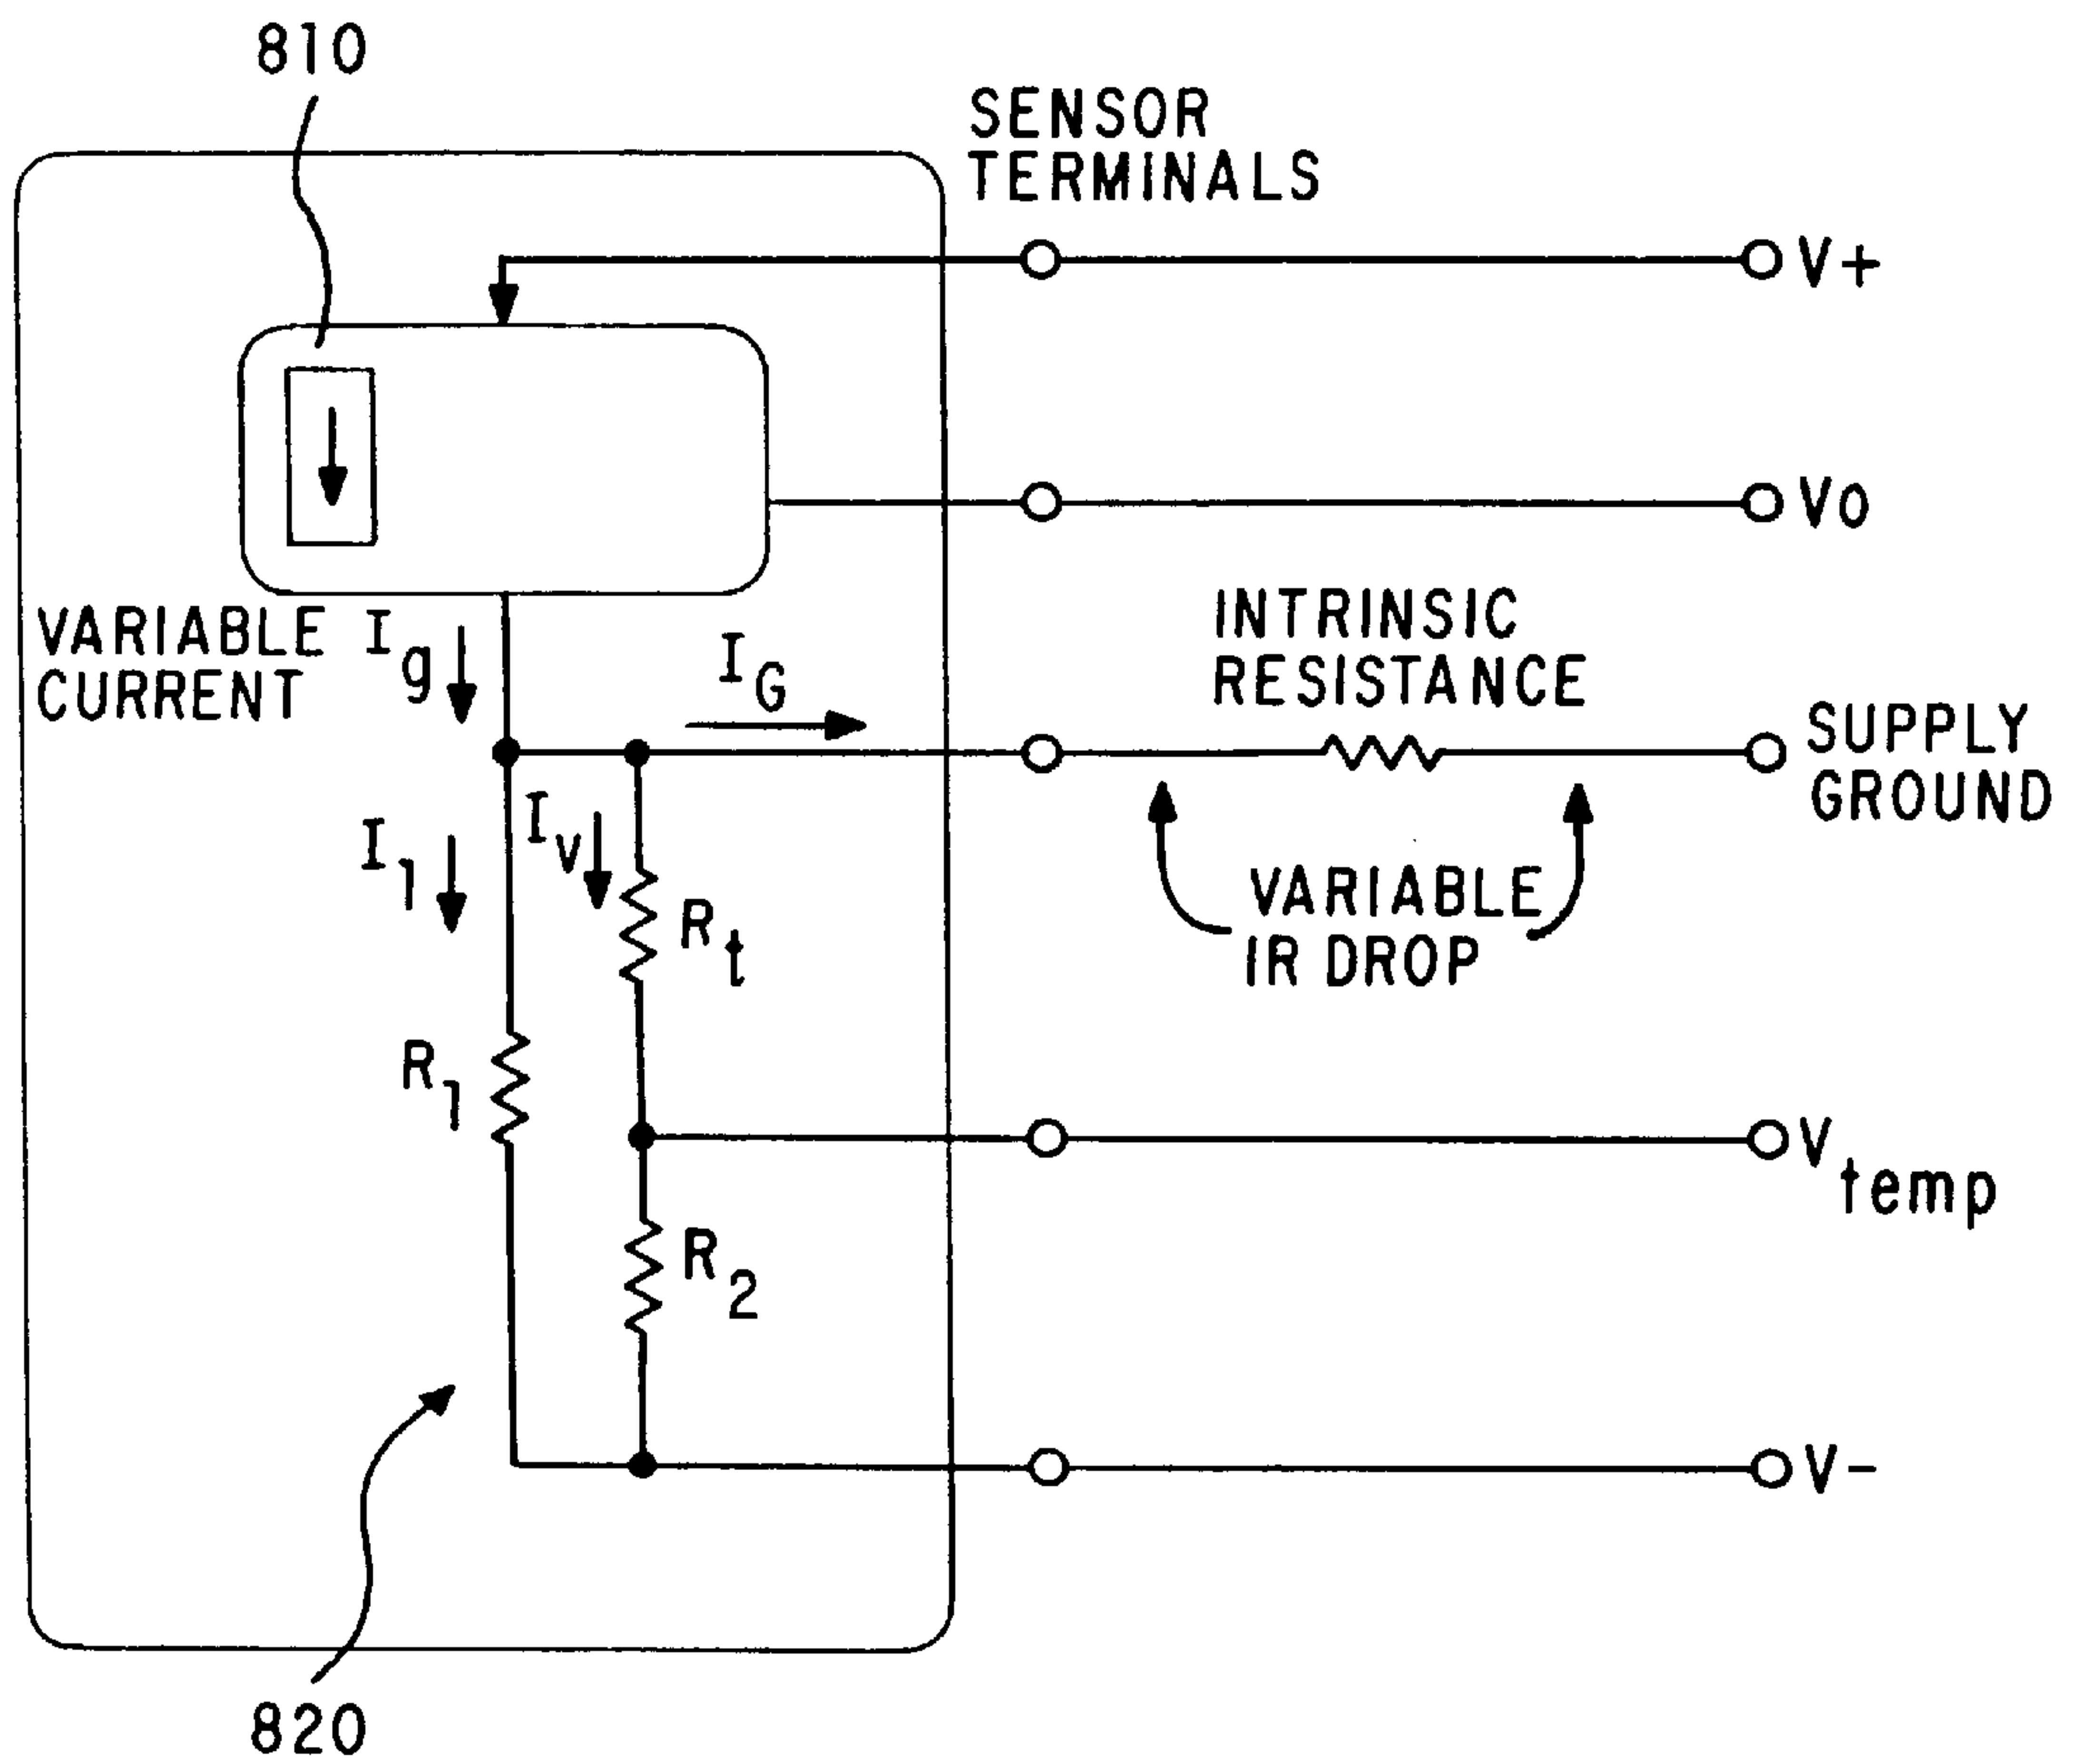 810
SENSOR
TERMINALS
V+
Vo
VARIABLE
CURRENT
Ig
IG
INTRINSIC
RESISTANCE
SUPPLY
GROUND
I1
Iv
Rt
VARIABLE
IR DROP
R1
Vtemp
R2
V-
820